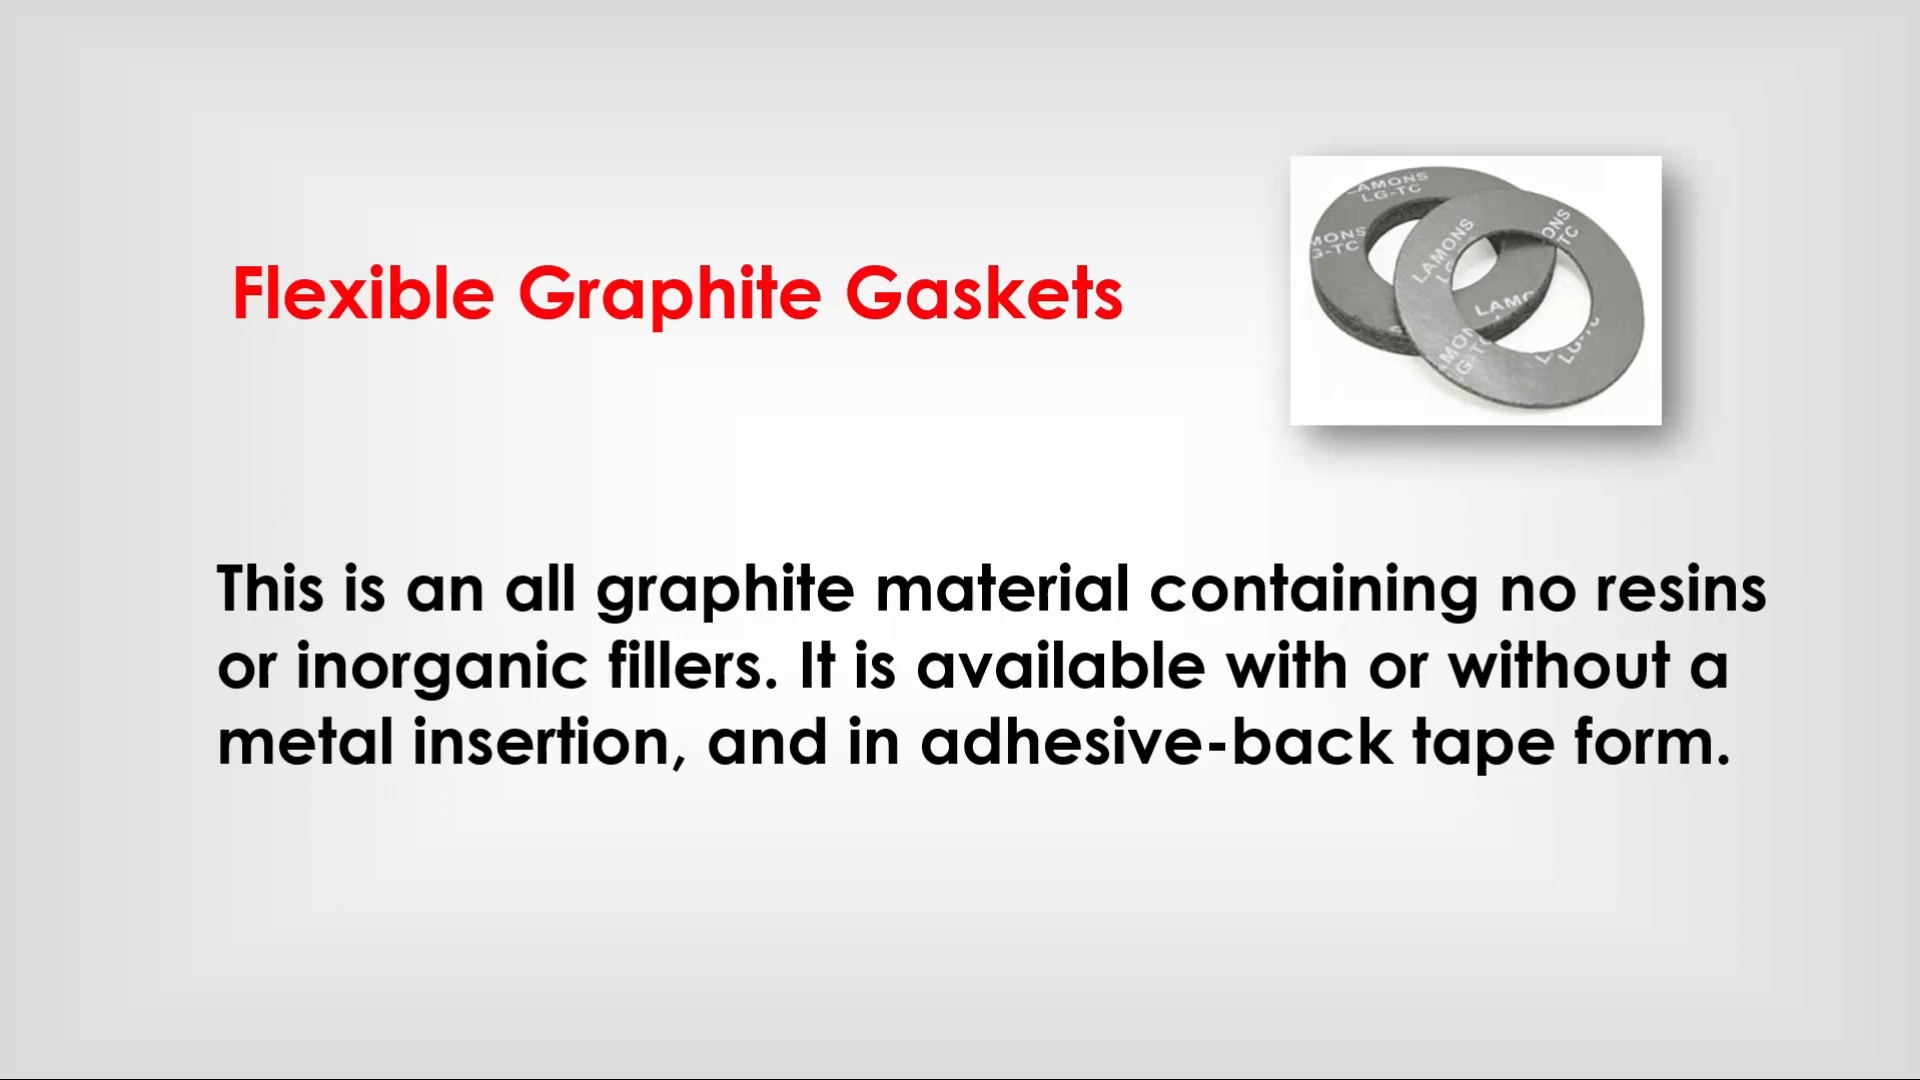 Flexible Graphite Gaskets
LAMONS
LG-TC
LAMONS
This is an all graphite material containing no resins
or inorganic fillers. It is available with or without a
metal insertion, and in adhesive-back tape form.